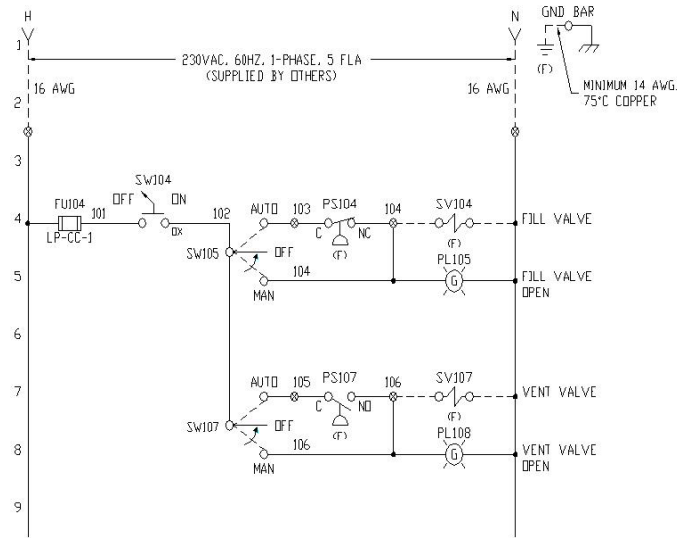 H
N
GND BAR
1
230VAC, 60HZ, 1-PHASE, 5 FLA
(SUPPLIED BY OTHERS)
(F)
16 AWG
16 AWG
MINIMUM 14 AWG.
75°C COPPER
2
3
SW104
OFF ON
FU104
101
102
AUTO 103 PS104 104 SV104
4
OX
FILL VALVE
LP-CC-1
C NC
(F) (F)
SW105
OFF
PL105
104
5
G
FILL VALVE
OPEN
MAN
6
AUTO 105 PS107 106 SV107
7
VENT VALVE
C NO
(F) (F)
SW107
OFF
PL108
106
8
G
VENT VALVE
OPEN
MAN
9